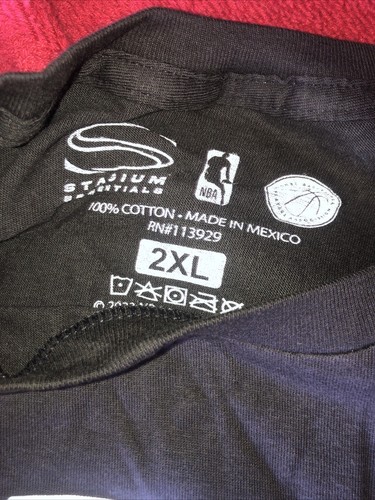 STADIUM
ESSENTIALS
NBA
100% COTTON • MADE IN MEXICO
RN#113929
2XL
©